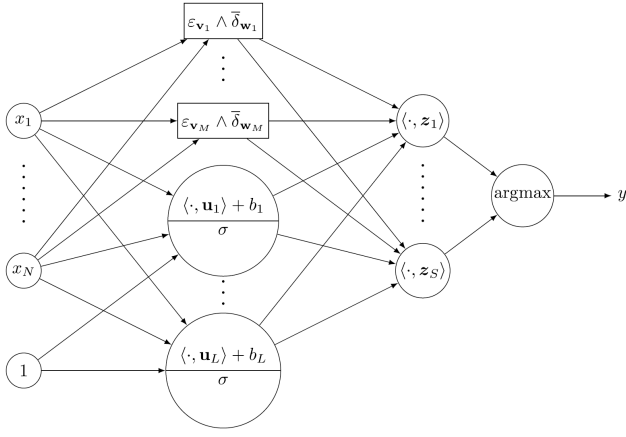 ε_{𝐯_1} ∧ δ̅_{𝐰_1}
x_1
ε_{𝐯_M} ∧ δ̅_{𝐰_M}
⟨·, 𝒛_1⟩
⟨·, 𝐮_1⟩ + b_1
σ
argmax
y
x_N
⟨·, 𝒛_S⟩
⟨·, 𝐮_L⟩ + b_L
σ
1